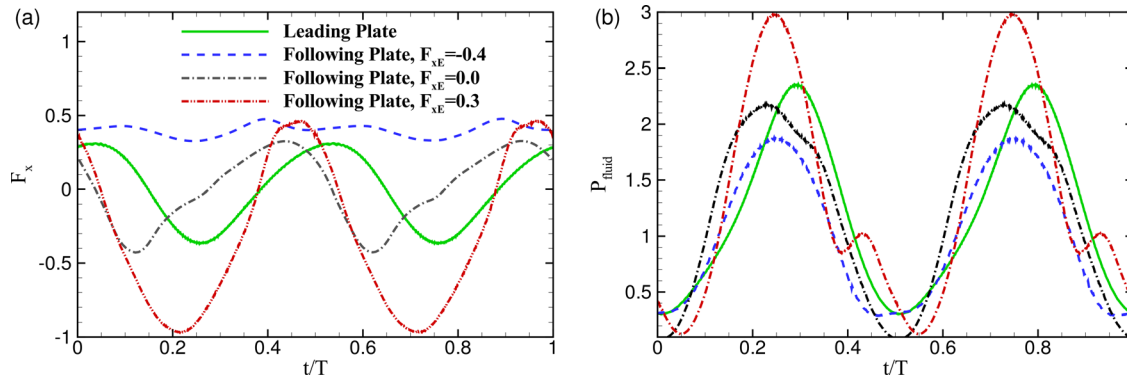 (a)
1
0.5
0
-0.5
-1
F_x
0 0.2 0.4 0.6 0.8 1
t/T
Leading Plate
Following Plate, F_xE=-0.4
Following Plate, F_xE=0.0
Following Plate, F_xE=0.3
(b)
3
2.5
2
1.5
1
0.5
P_fluid
0 0.2 0.4 0.6 0.8
t/T